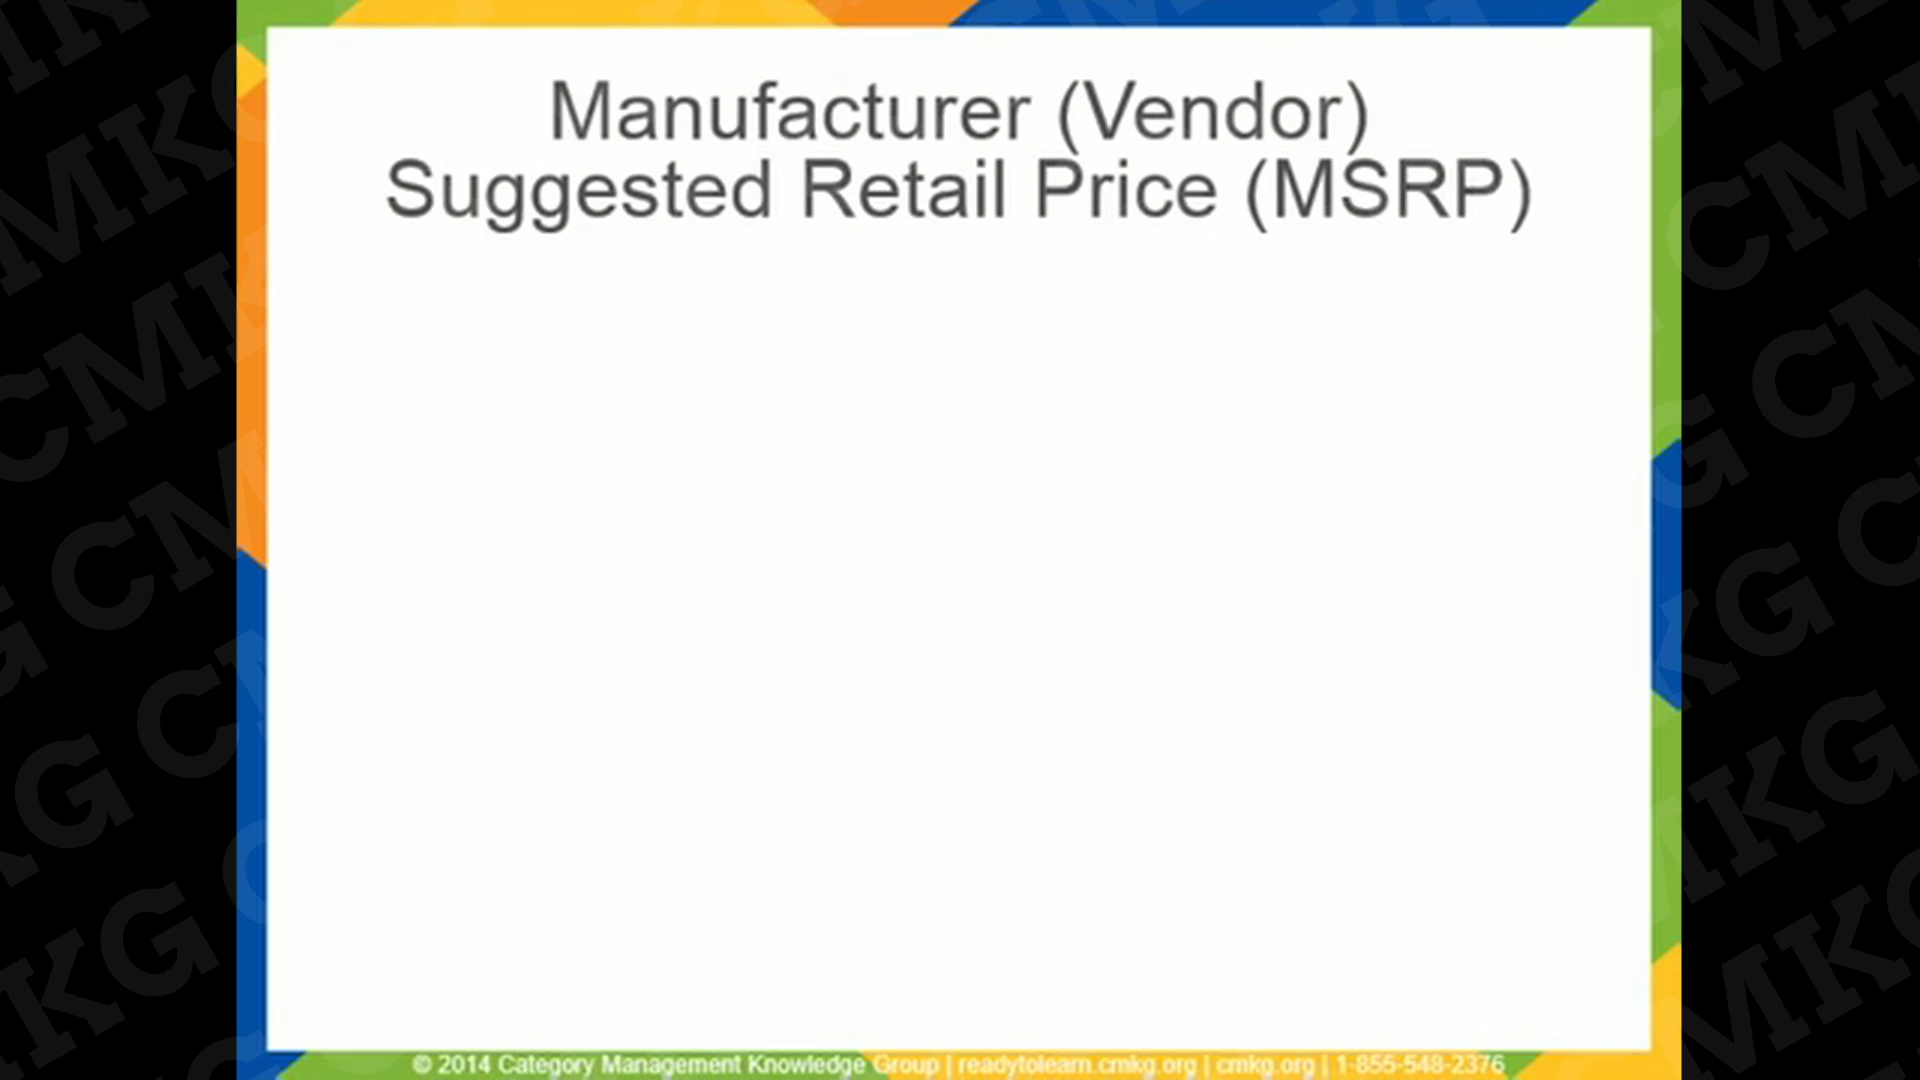 Manufacturer (Vendor)
Suggested Retail Price (MSRP)
© 2014 Category Management Knowledge Group | readytolearn.cmkg.org | cmkg.org | 1-855-548-2376